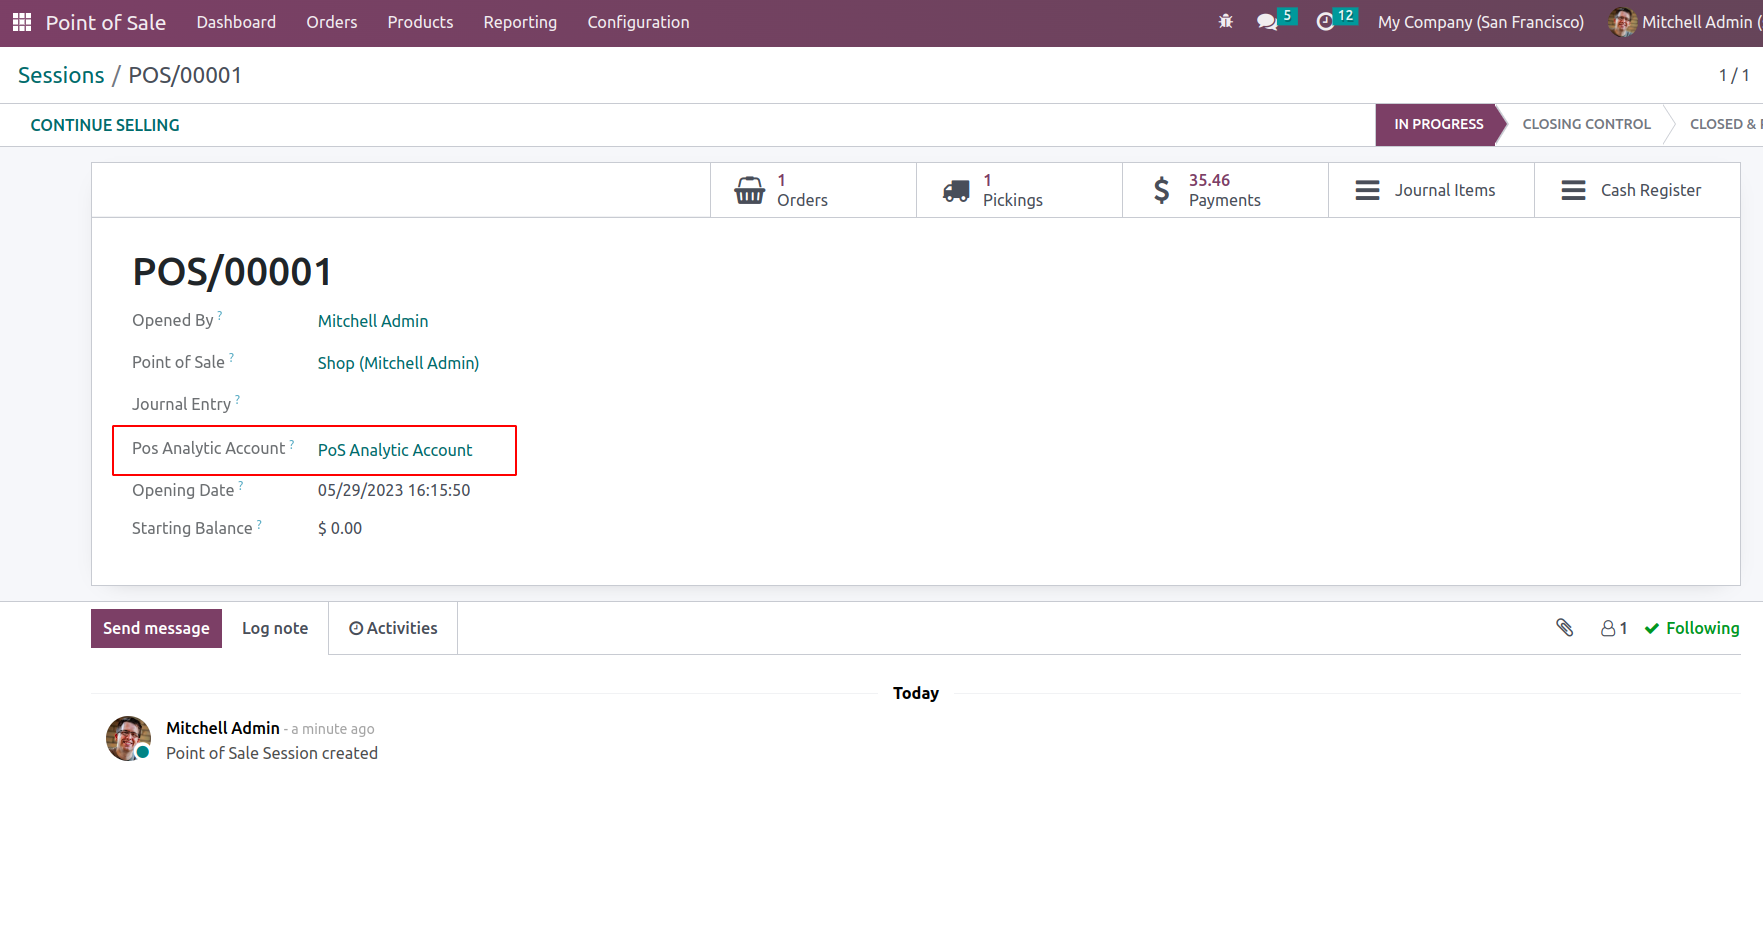 Point of Sale Dashboard Orders Products Reporting Configuration 5 12 My Company (San Francisco) Mitchell Admin (
Sessions / POS/00001 1 / 1
CONTINUE SELLING IN PROGRESS CLOSING CONTROL CLOSED &
1 Orders 1 Pickings 35.46 Payments Journal Items Cash Register
POS/00001
Opened By ? Mitchell Admin
Point of Sale ? Shop (Mitchell Admin)
Journal Entry ?
Pos Analytic Account ? PoS Analytic Account
Opening Date ? 05/29/2023 16:15:50
Starting Balance ? $ 0.00
Send message Log note Activities 1 Following
Today
Mitchell Admin - a minute ago
Point of Sale Session created